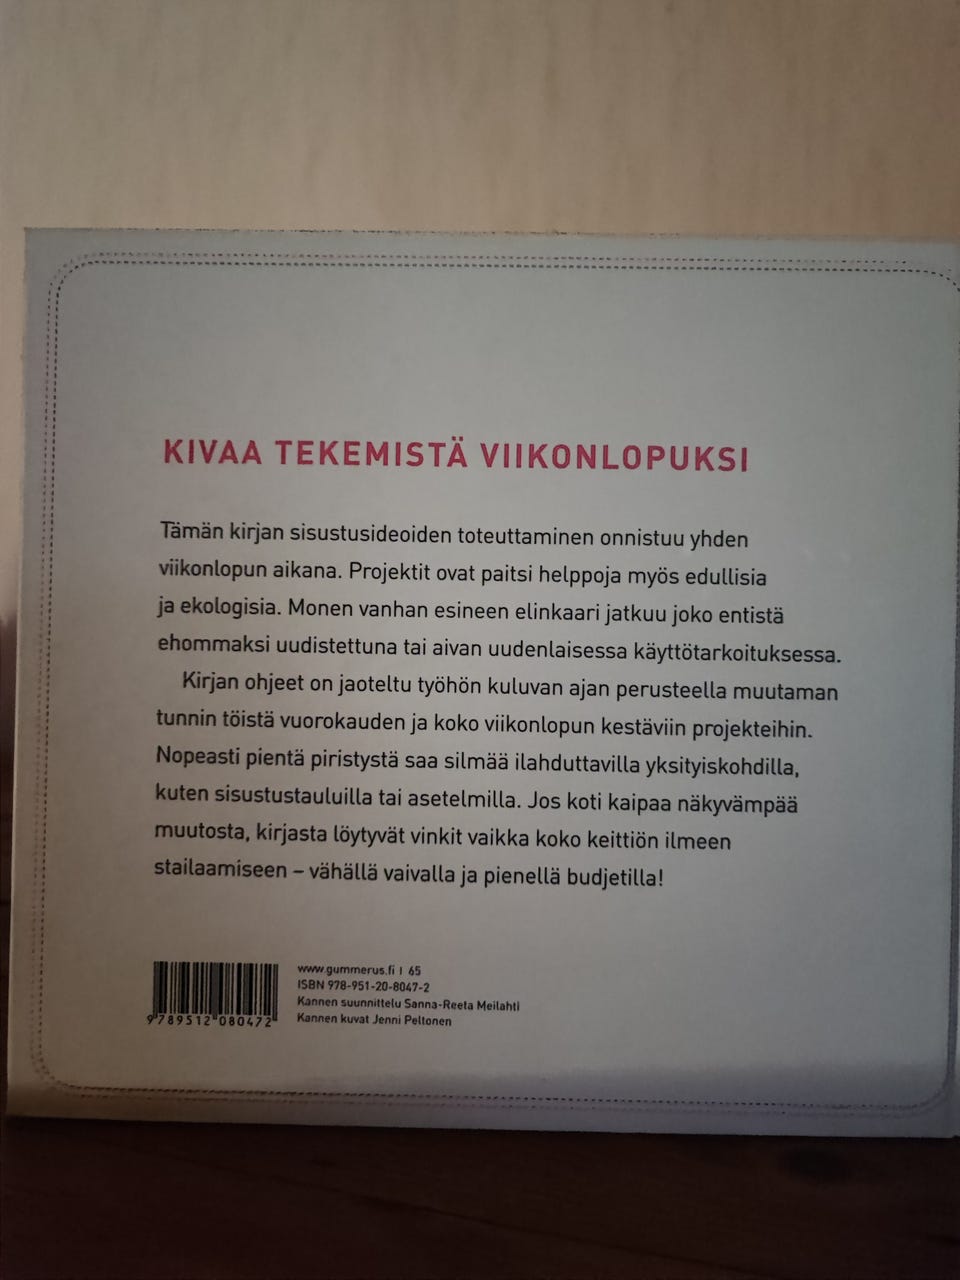 KIVAA TEKEMISTÄ VIIKONLOPUKSI
Tämän kirjan sisustusideoiden toteuttaminen onnistuu yhden
viikonlopun aikana. Projektit ovat paitsi helppoja myös edullisia
ja ekologisia. Monen vanhan esineen elinkaari jatkuu joko entistä
ehommaksi uudistettuna tai aivan uudenlaisessa käyttötarkoituksessa.
Kirjan ohjeet on jaoteltu työhön kuluvan ajan perusteella muutaman
tunnin töistä vuorokauden ja koko viikonlopun kestäviin projekteihin.
Nopeasti pientä piristystä saa silmää ilahduttavilla yksityiskohdilla,
kuten sisustustauluilla tai asetelmilla. Jos koti kaipaa näkyvämpää
muutosta, kirjasta löytyvät vinkit vaikka koko keittiön ilmeen
stailaamiseen – vähällä vaivalla ja pienellä budjetilla!
www.gummerus.fi | 65
ISBN 978-951-20-8047-2
Kannen suunnittelu Sanna-Reeta Meilahti
Kannen kuvat Jenni Peltonen
9 789512 080472